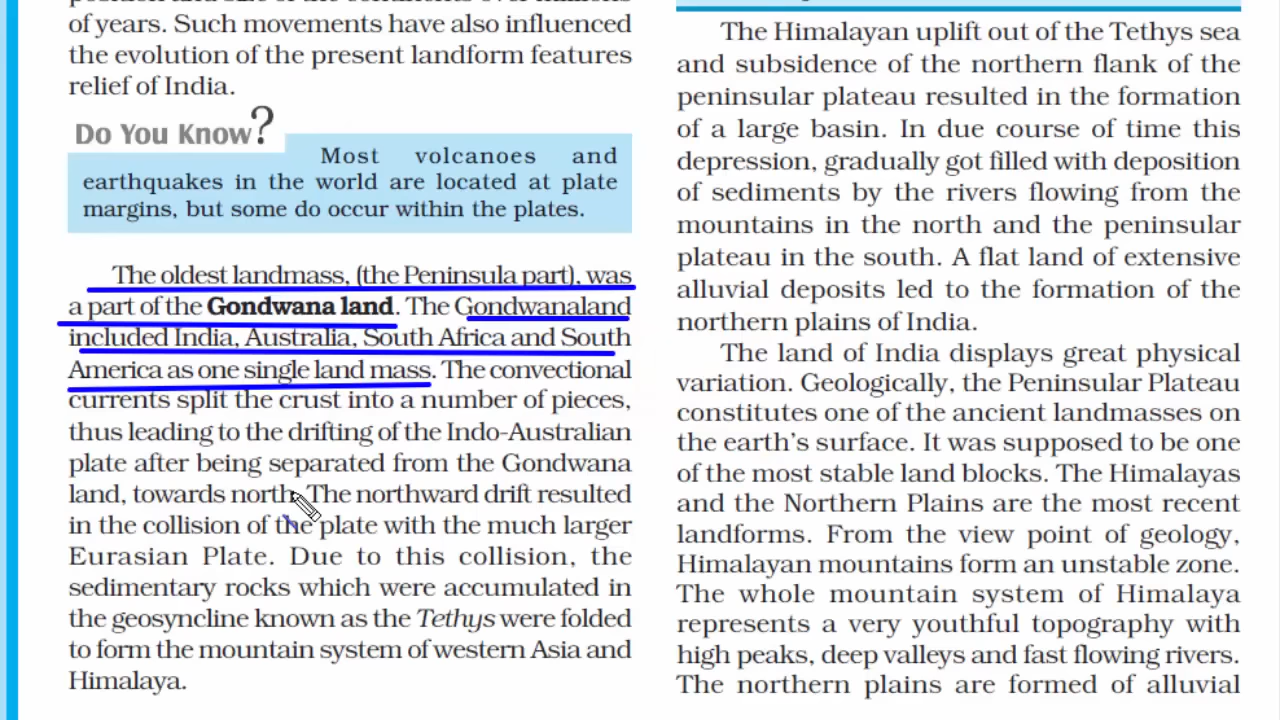 of years. Such movements have also influenced
the evolution of the present landform features
relief of India.
Do You Know?
Most volcanoes and
earthquakes in the world are located at plate
margins, but some do occur within the plates.
The oldest landmass, (the Peninsula part), was
a part of the Gondwana land. The Gondwanaland
included India, Australia, South Africa and South
America as one single land mass. The convectional
currents split the crust into a number of pieces,
thus leading to the drifting of the Indo-Australian
plate after being separated from the Gondwana
land, towards north. The northward drift resulted
in the collision of the plate with the much larger
Eurasian Plate. Due to this collision, the
sedimentary rocks which were accumulated in
the geosyncline known as the Tethys were folded
to form the mountain system of western Asia and
Himalaya.
The Himalayan uplift out of the Tethys sea
and subsidence of the northern flank of the
peninsular plateau resulted in the formation
of a large basin. In due course of time this
depression, gradually got filled with deposition
of sediments by the rivers flowing from the
mountains in the north and the peninsular
plateau in the south. A flat land of extensive
alluvial deposits led to the formation of the
northern plains of India.
The land of India displays great physical
variation. Geologically, the Peninsular Plateau
constitutes one of the ancient landmasses on
the earth's surface. It was supposed to be one
of the most stable land blocks. The Himalayas
and the Northern Plains are the most recent
landforms. From the view point of geology,
Himalayan mountains form an unstable zone.
The whole mountain system of Himalaya
represents a very youthful topography with
high peaks, deep valleys and fast flowing rivers.
The northern plains are formed of alluvial